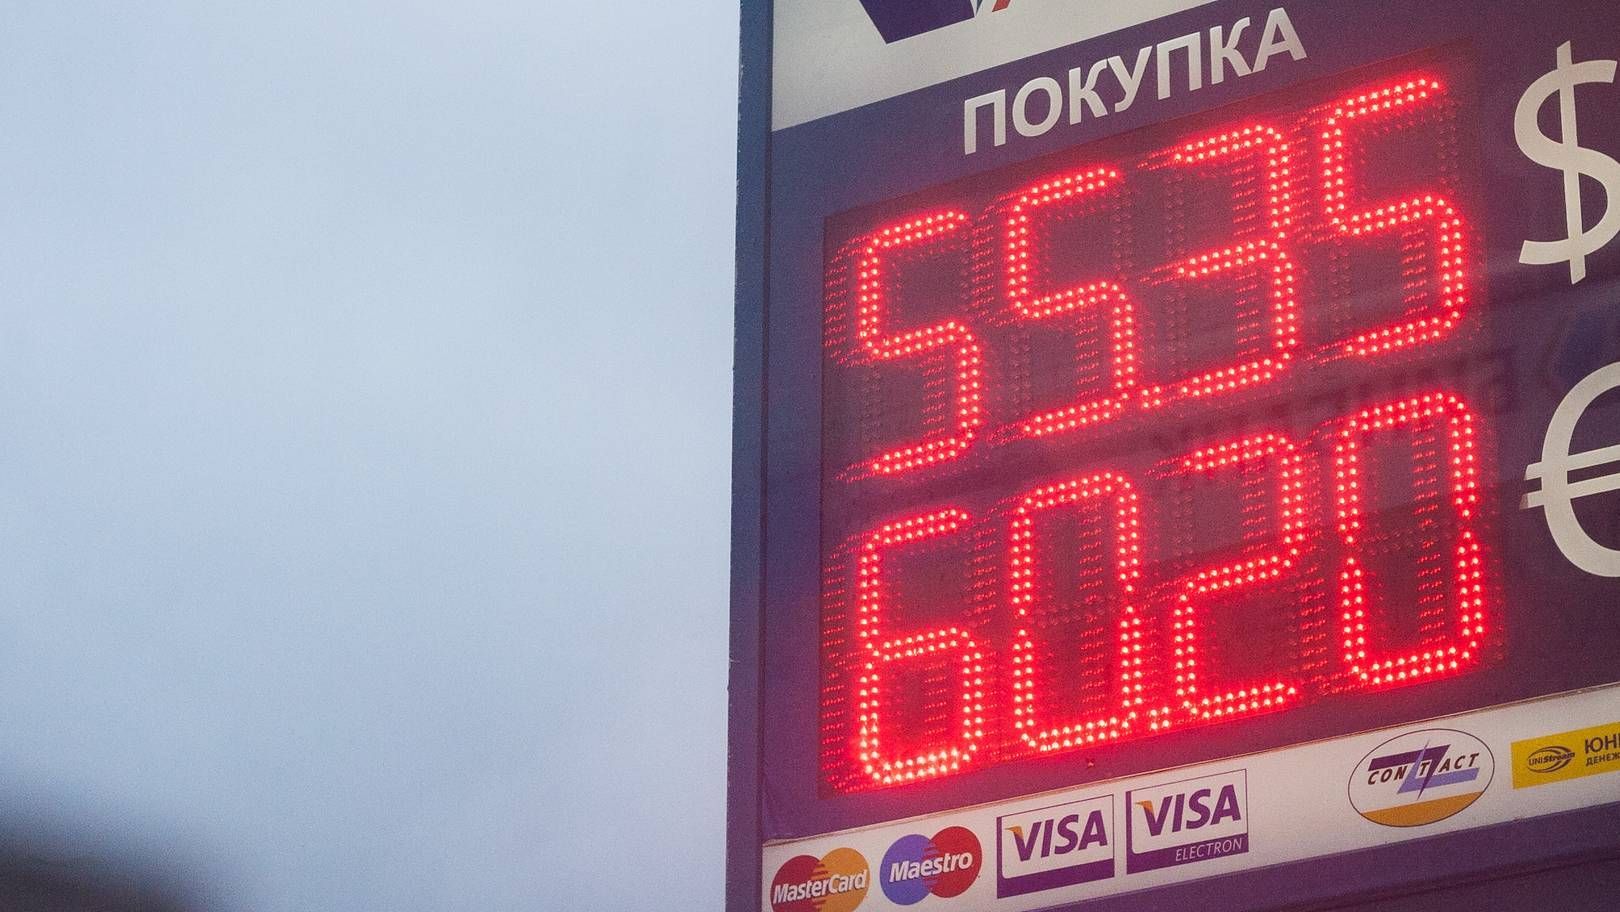 ПОКУПКА
55.35 $
60.20 €
MasterCard Maestro VISA VISA ELECTRON CONTACT UNIStream